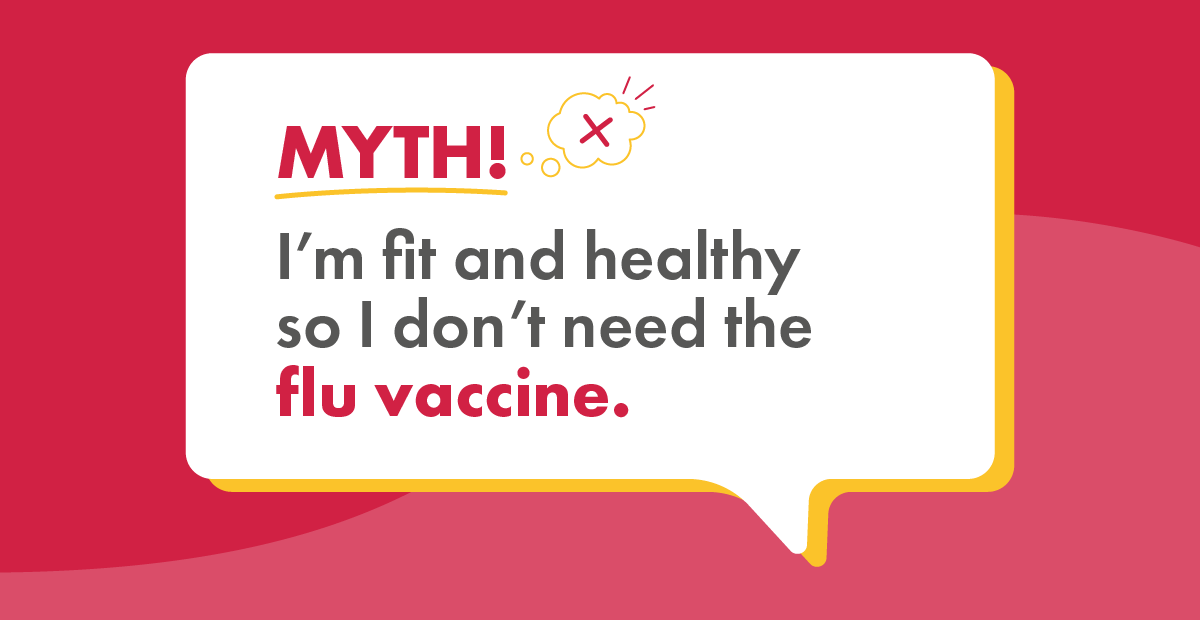 MYTH!
I’m fit and healthy
so I don’t need the
flu vaccine.